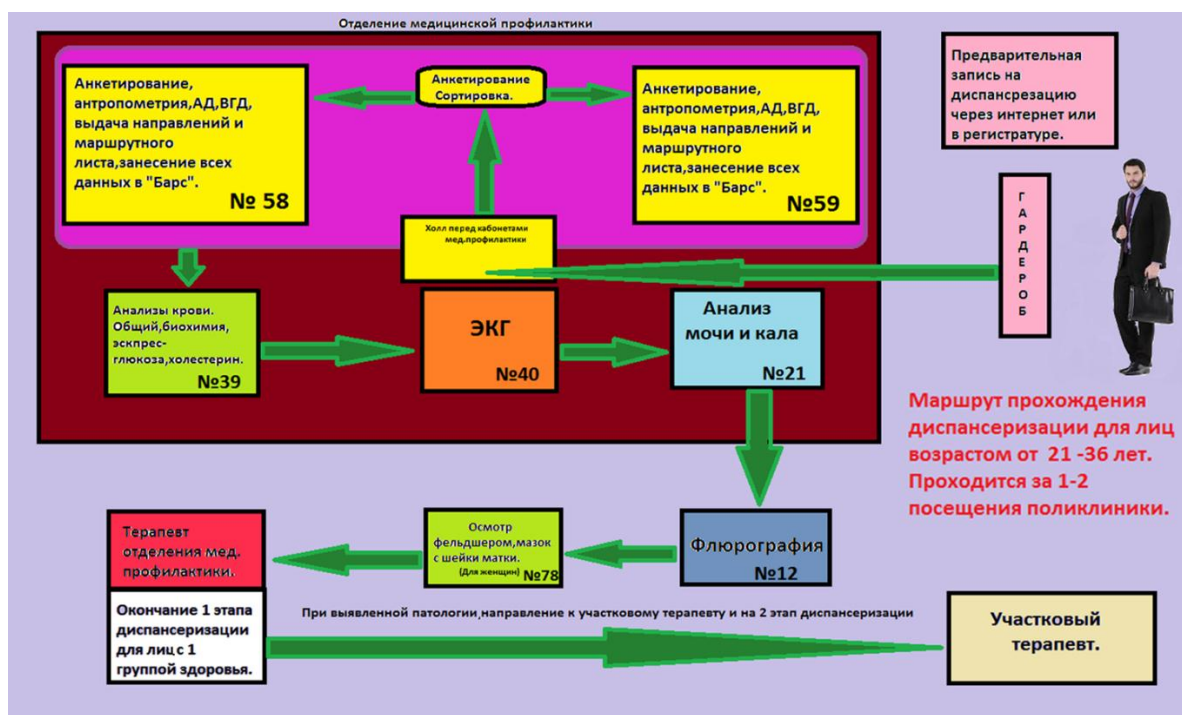 Отделение медицинской профилактики
Анкетирование,
антропометрия,АД,ВГД,
выдача направлений и
маршрутного
листа,занесение всех
данных в "Барс".
№ 58
Анкетирование
Сортировка.
Анкетирование,
антропометрия,АД,ВГД,
выдача направлений и
маршрутного
листа,занесение всех
данных в "Барс".
№59
Предварительная
запись на
диспансрезацию
через интернет или
в регистратуре.
Г
А
Р
Д
Е
Р
О
Б
Холл перед кабонетами
мед.профилактики
Анализы крови.
Общий,биохимия,
эскпрес-
глюкоза,холестерин.
№39
ЭКГ
№40
Анализ
мочи и кала
№21
Маршрут прохождения
диспансеризации для лиц
возрастом от 21 -36 лет.
Проходится за 1-2
посещения поликлиники.
Терапевт
отделения мед.
профилактики.
Осмотр
фельдшером,мазок
с шейки матки.
(Для женщин) №78
Флюрография
№12
Окончание 1 этапа
диспансеризации
для лиц с 1
группой здоровья.
При выявленной патологии,направление к участковому терапевту и на 2 этап диспансеризации
Участковый
терапевт.